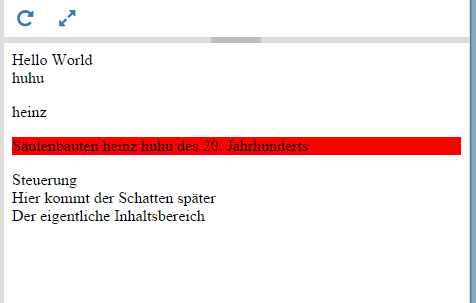 Hello World
huhu
heinz
Säulenbauten heinz huhu des 20. Jahrhunderts
Steuerung
Hier kommt der Schatten später
Der eigentliche Inhaltsbereich